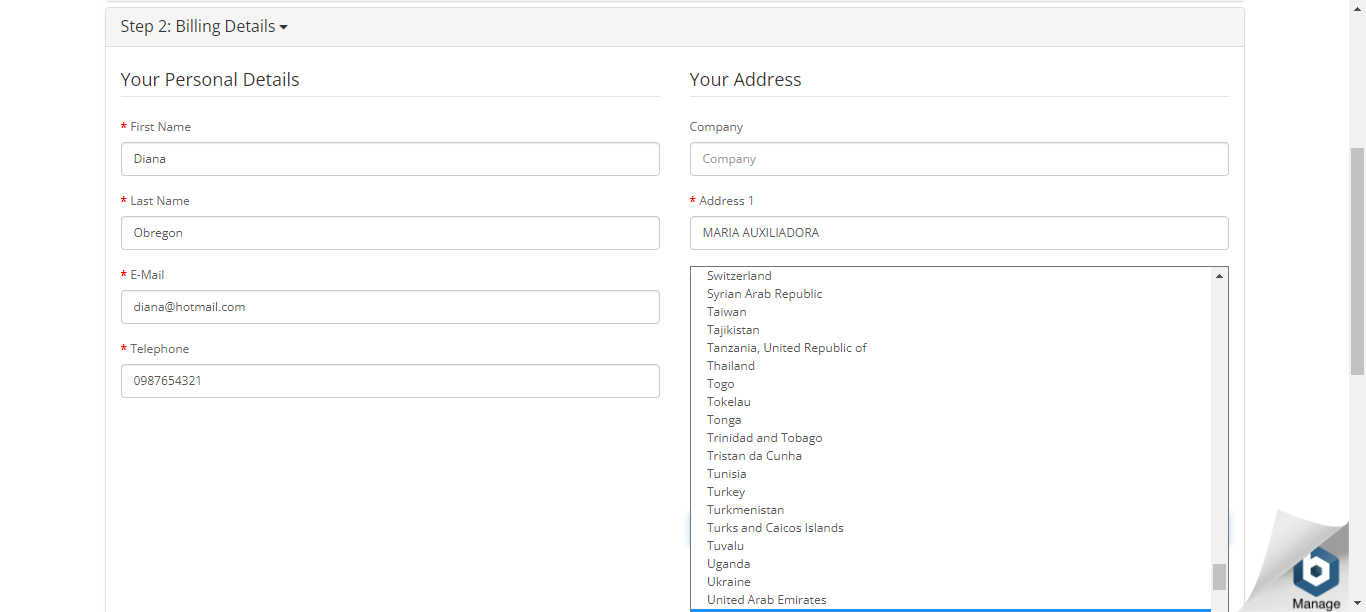 Step 2: Billing Details
Your Personal Details
* First Name
Diana
* Last Name
Obregon
* E-Mail
diana@hotmail.com
* Telephone
0987654321
Your Address
Company
Company
* Address 1
MARIA AUXILIADORA
Switzerland
Syrian Arab Republic
Taiwan
Tajikistan
Tanzania, United Republic of
Thailand
Togo
Tokelau
Tonga
Trinidad and Tobago
Tristan da Cunha
Tunisia
Turkey
Turkmenistan
Turks and Caicos Islands
Tuvalu
Uganda
Ukraine
United Arab Emirates
b
Manage